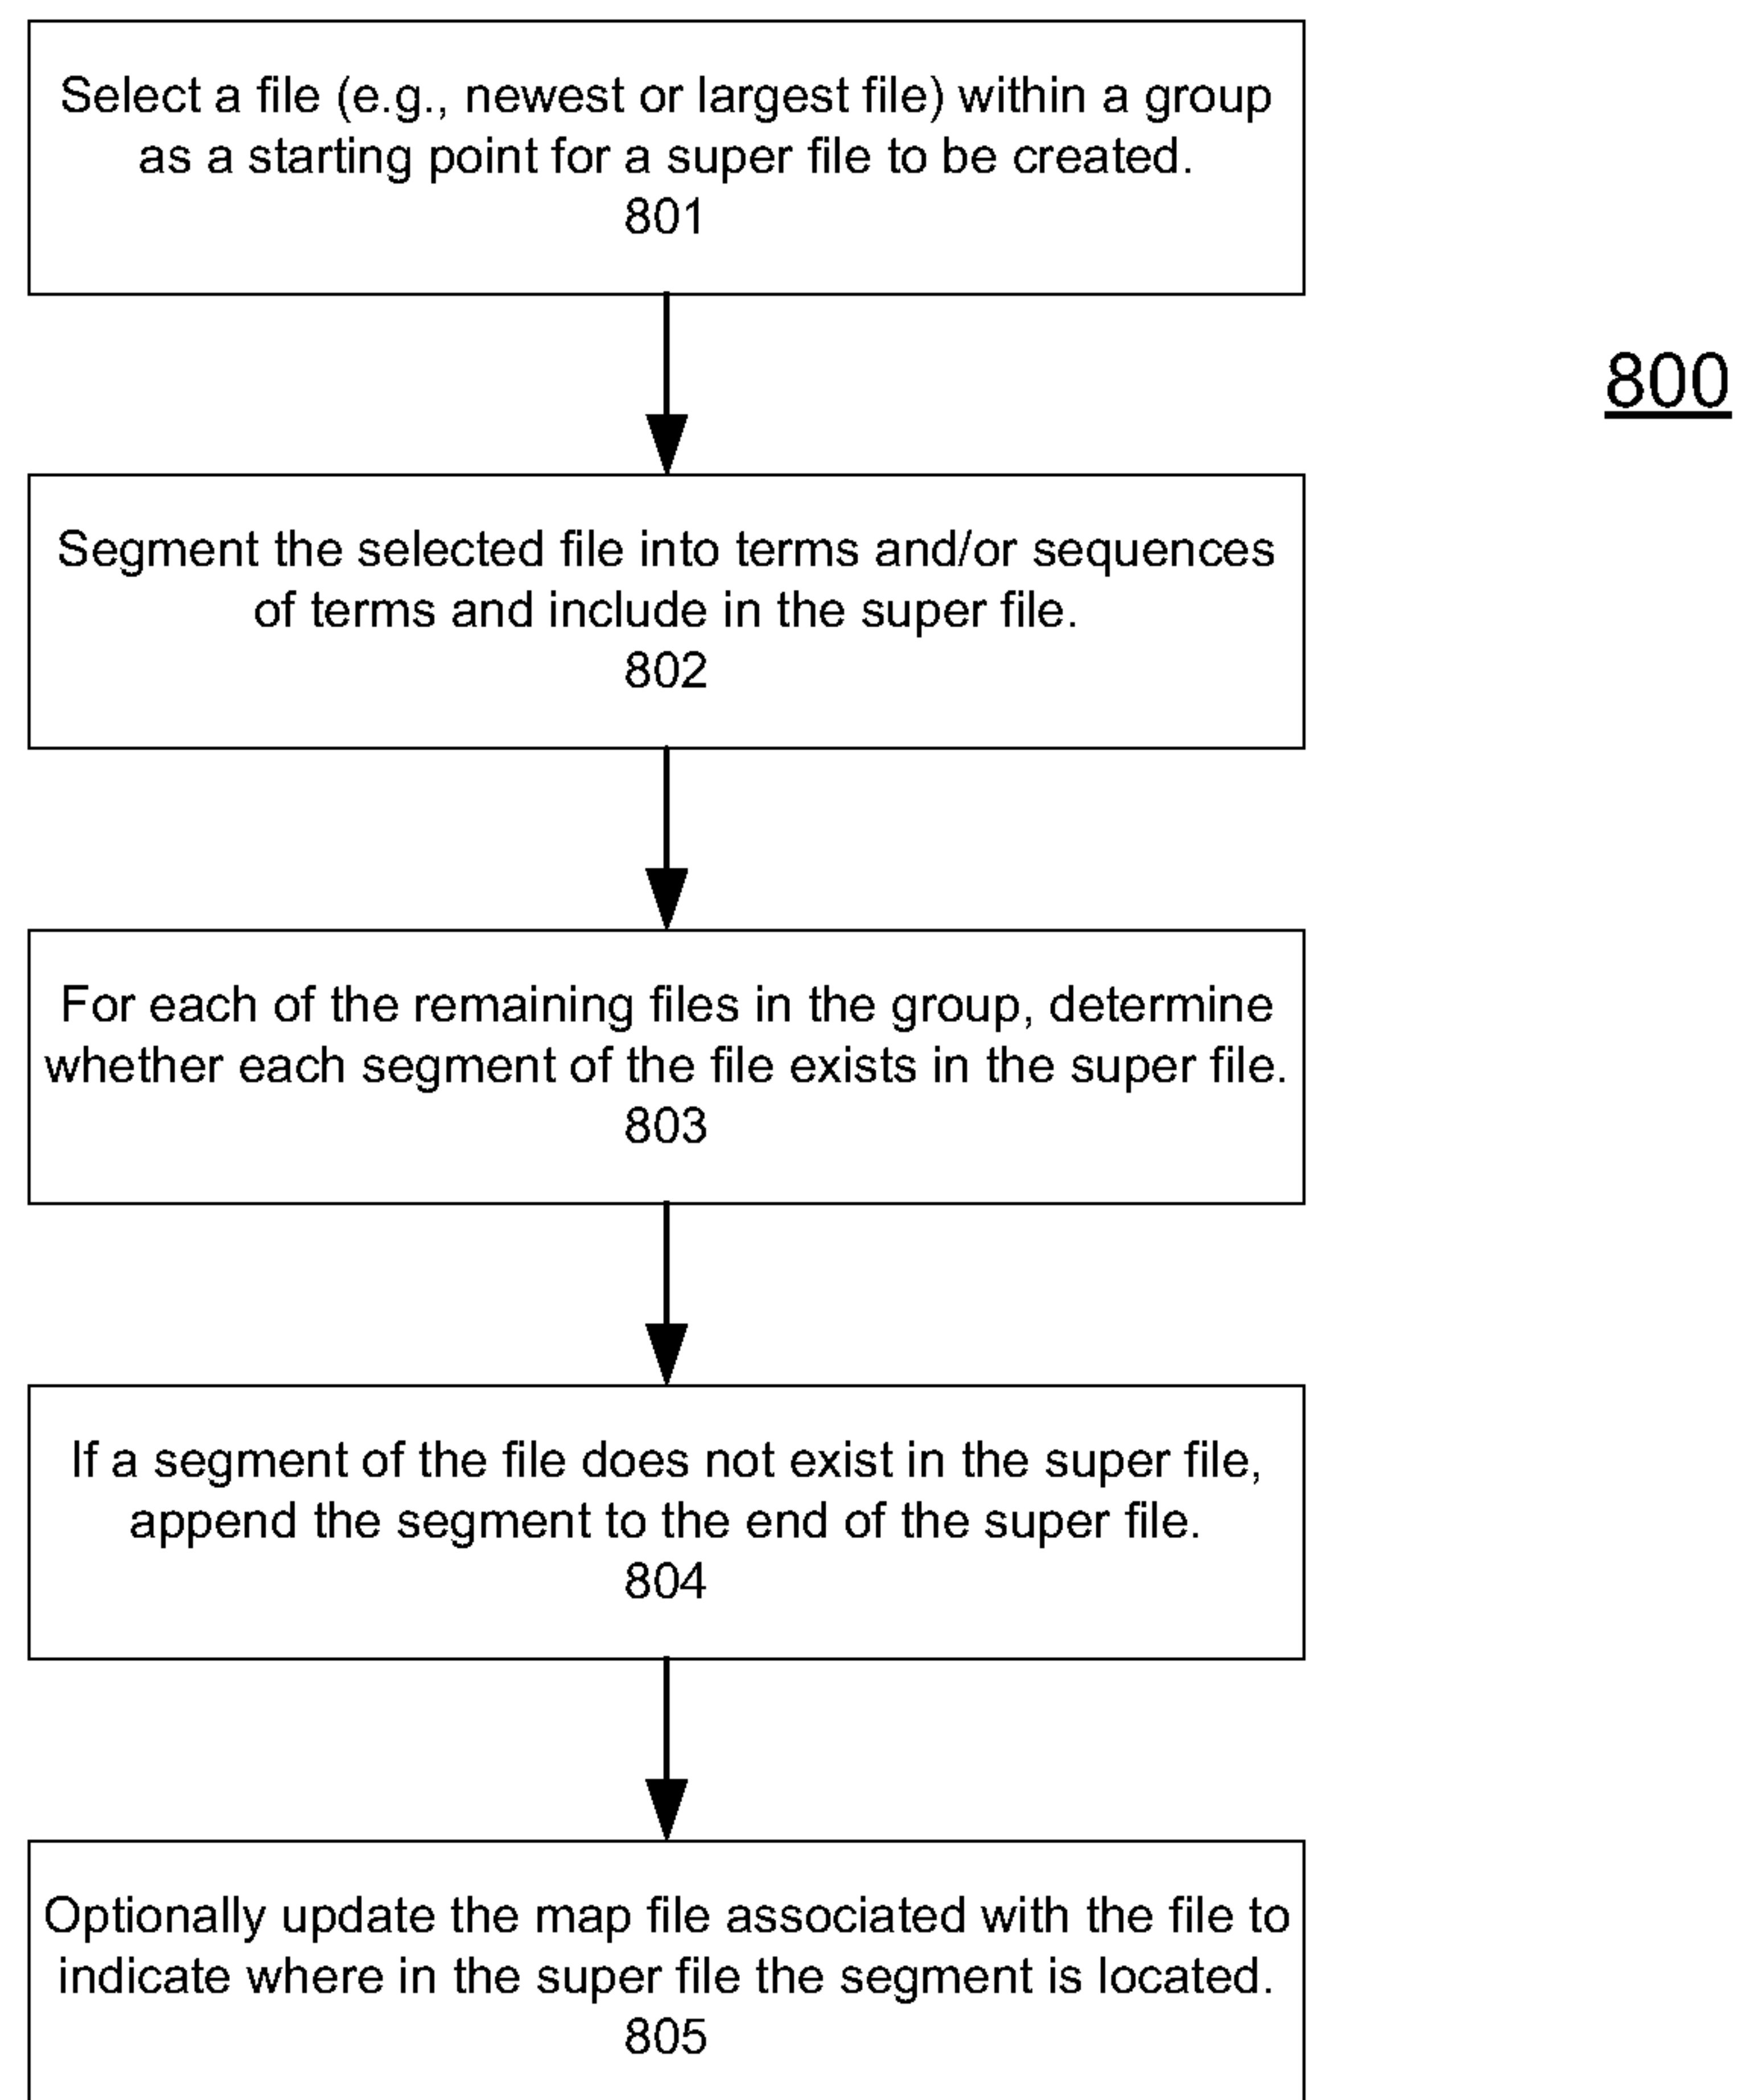 Select a file (e.g., newest or largest file) within a group
as a starting point for a super file to be created.
801
800
Segment the selected file into terms and/or sequences
of terms and include in the super file.
802
For each of the remaining files in the group, determine
whether each segment of the file exists in the super file.
803
If a segment of the file does not exist in the super file,
append the segment to the end of the super file.
804
Optionally update the map file associated with the file to
indicate where in the super file the segment is located.
805